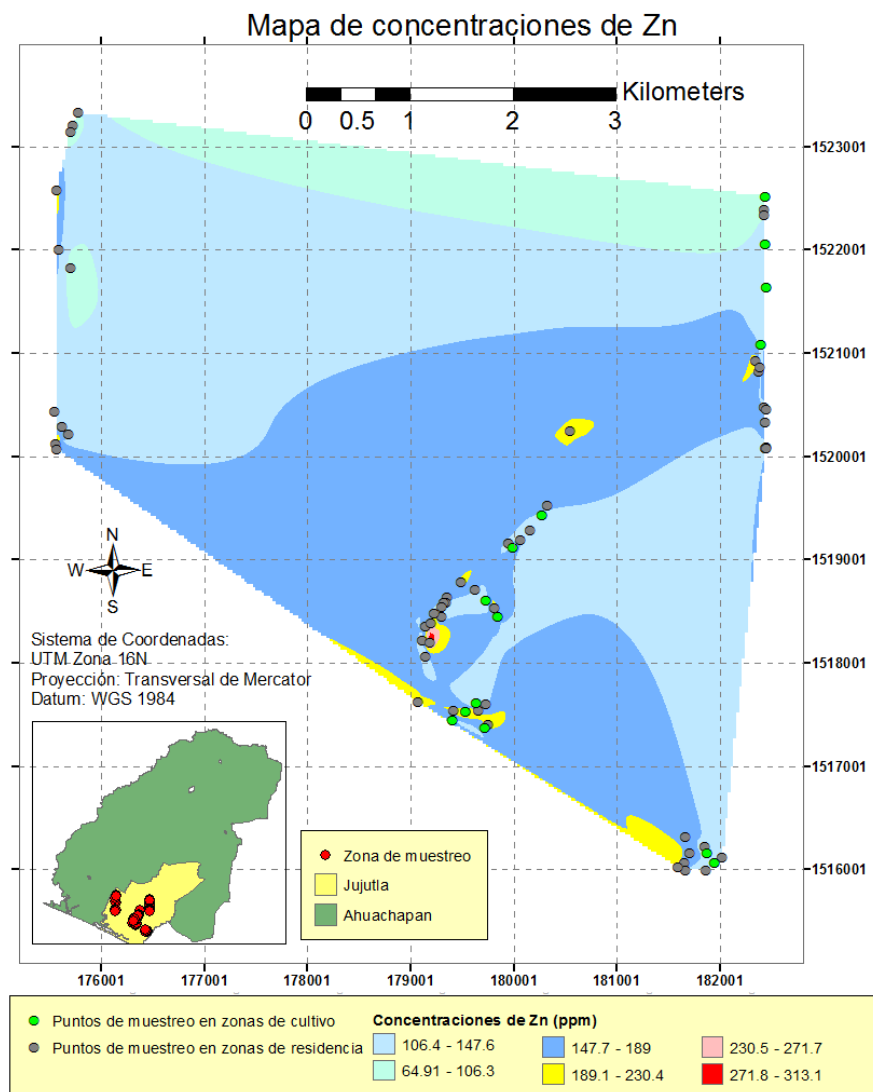 Mapa de concentraciones de Zn
Kilometers
0 0.5 1 2 3
1523001
1522001
1521001
1520001
1519001
1518001
1517001
1516001
N
W E
S
Sistema de Coordenadas:
UTM Zona 16N
Proyección: Transversal de Mercator
Datum: WGS 1984
Zona de muestreo
Jujutla
Ahuachapan
176001 177001 178001 179001 180001 181001 182001
Puntos de muestreo en zonas de cultivo
Puntos de muestreo en zonas de residencia
Concentraciones de Zn (ppm)
106.4 - 147.6 147.7 - 189 230.5 - 271.7
64.91 - 106.3 189.1 - 230.4 271.8 - 313.1